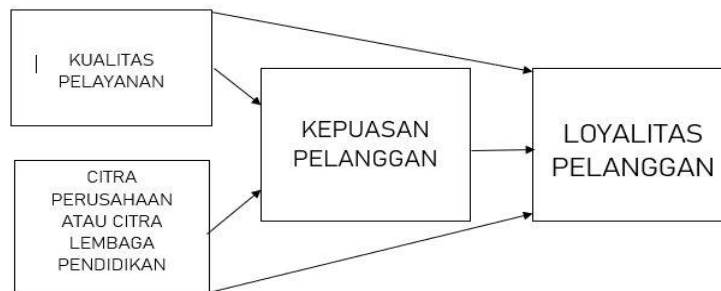 KUALITAS
PELAYANAN
CITRA
PERUSAHAAN
ATAU CITRA
LEMBAGA
PENDIDIKAN
KEPUASAN
PELANGGAN
LOYALITAS
PELANGGAN